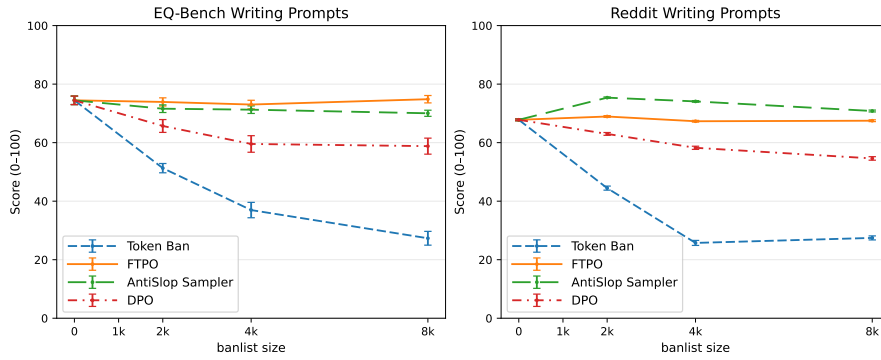 EQ-Bench Writing Prompts
Score (0–100)
100
80
60
40
20
0
Token Ban
FTPO
AntiSlop Sampler
DPO
0 1k 2k 4k 8k
banlist size
Reddit Writing Prompts
Score (0–100)
100
80
60
40
20
0
Token Ban
FTPO
AntiSlop Sampler
DPO
0 1k 2k 4k 8k
banlist size